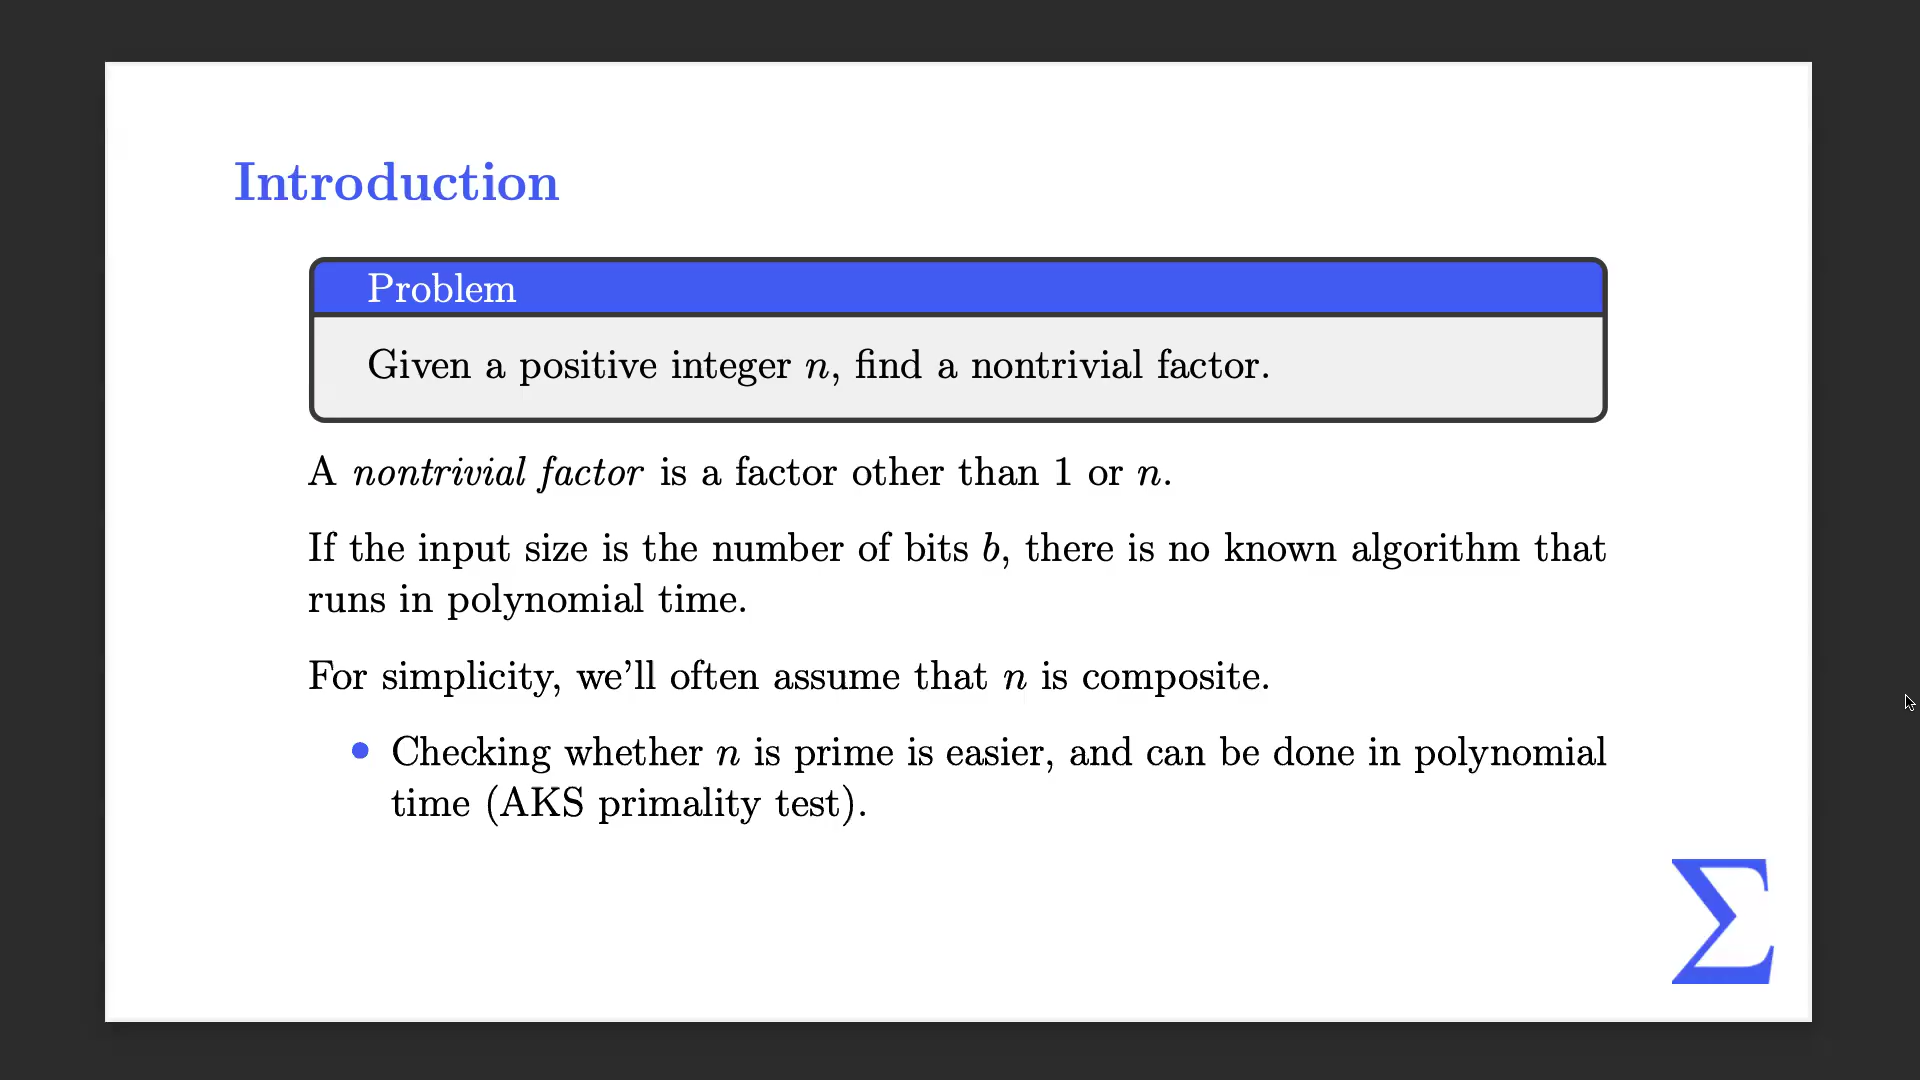 Introduction
Problem
Given a positive integer n, find a nontrivial factor.
A nontrivial factor is a factor other than 1 or n.
If the input size is the number of bits b, there is no known algorithm that
runs in polynomial time.
For simplicity, we’ll often assume that n is composite.
• Checking whether n is prime is easier, and can be done in polynomial
time (AKS primality test).
Σ